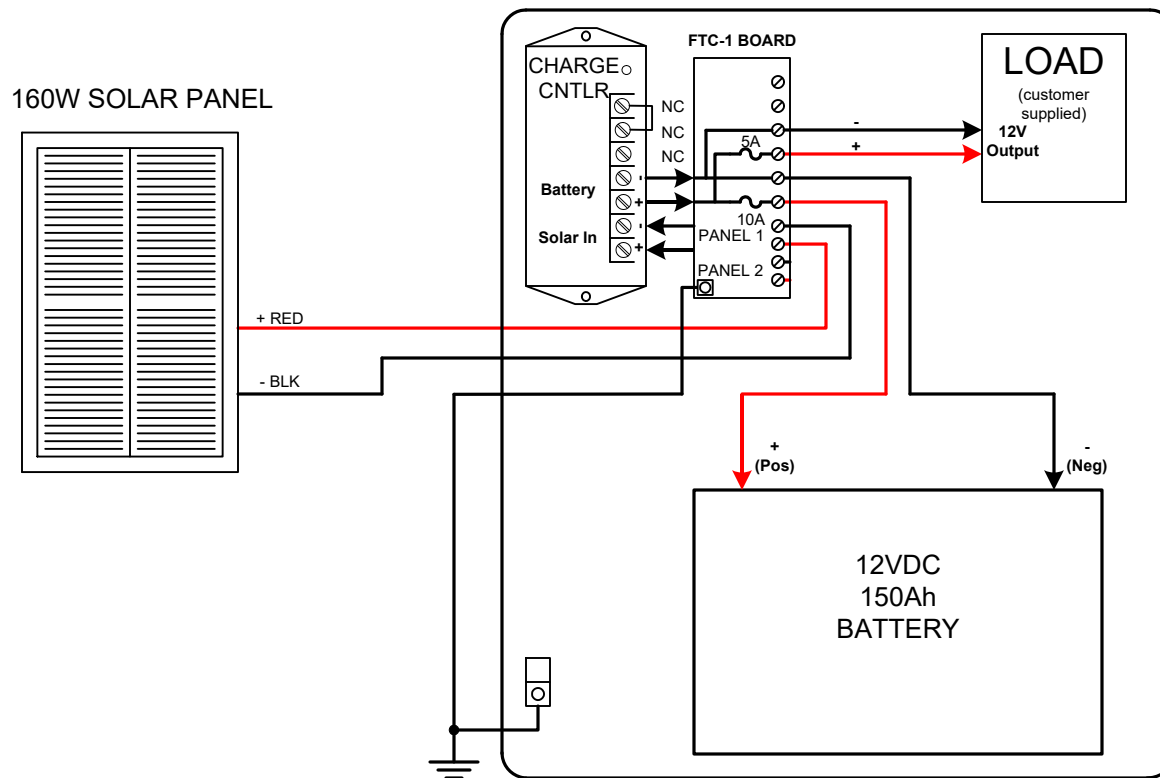 160W SOLAR PANEL
+ RED
- BLK
CHARGE
CNTLR
NC
NC
NC
Battery
-
+
Solar In
-
+
FTC-1 BOARD
5A
10A
PANEL 1
PANEL 2
-
+
LOAD
(customer
supplied)
12V
Output
+
(Pos)
-
(Neg)
12VDC
150Ah
BATTERY